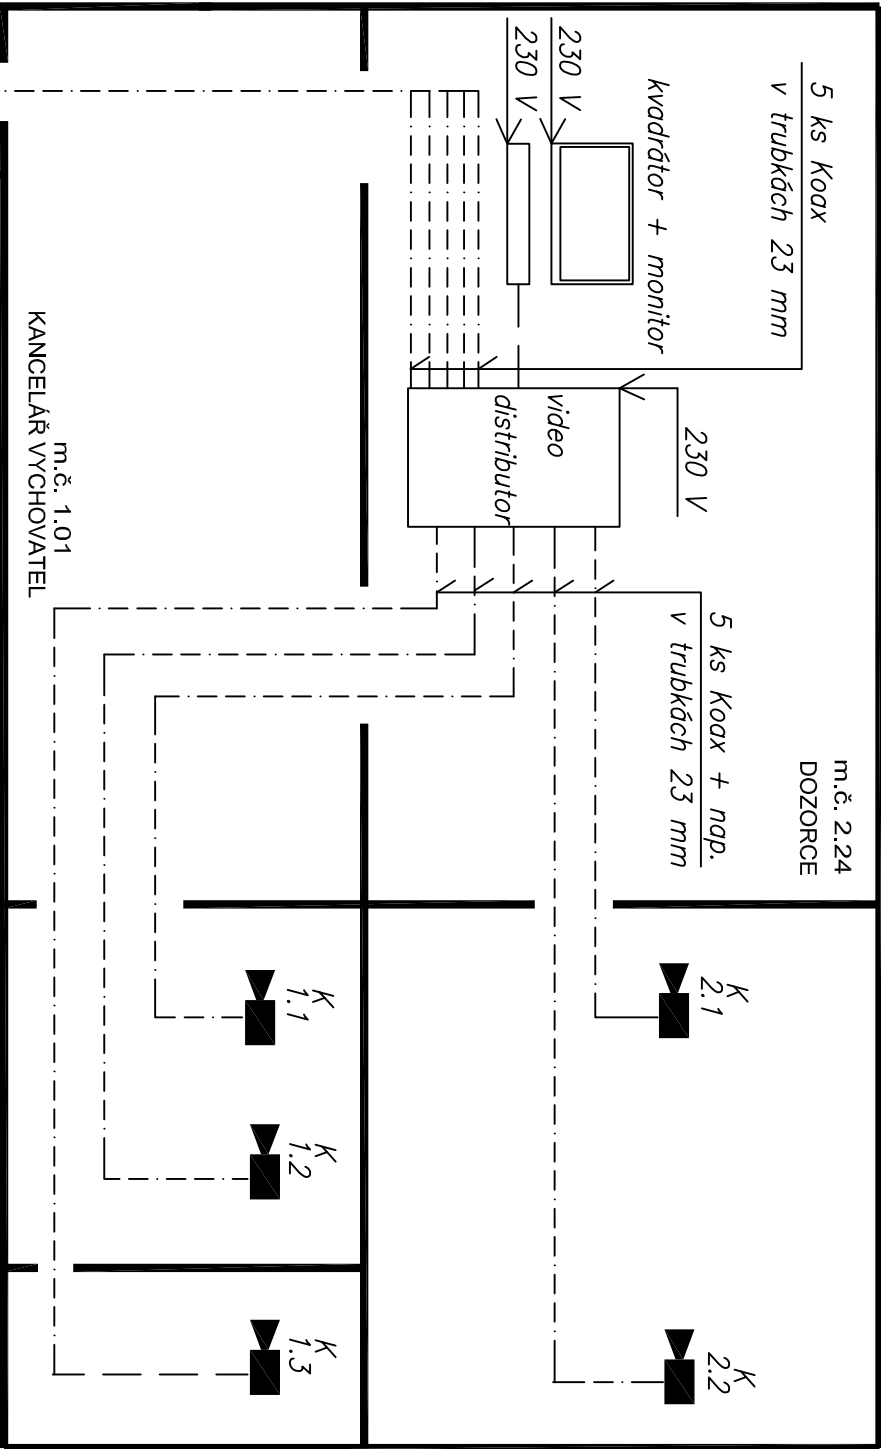 5 ks Koax
v trubkách 23 mm
230 V
230 V
kvadrátor + monitor
230 V
video
distributor
5 ks Koax + nap.
v trubkách 23 mm
m.č. 2.24
DOZORCE
m.č. 1.01
KANCELÁŘ VYCHOVATEL
K
2.1
K
2.2
K
1.1
K
1.2
K
1.3